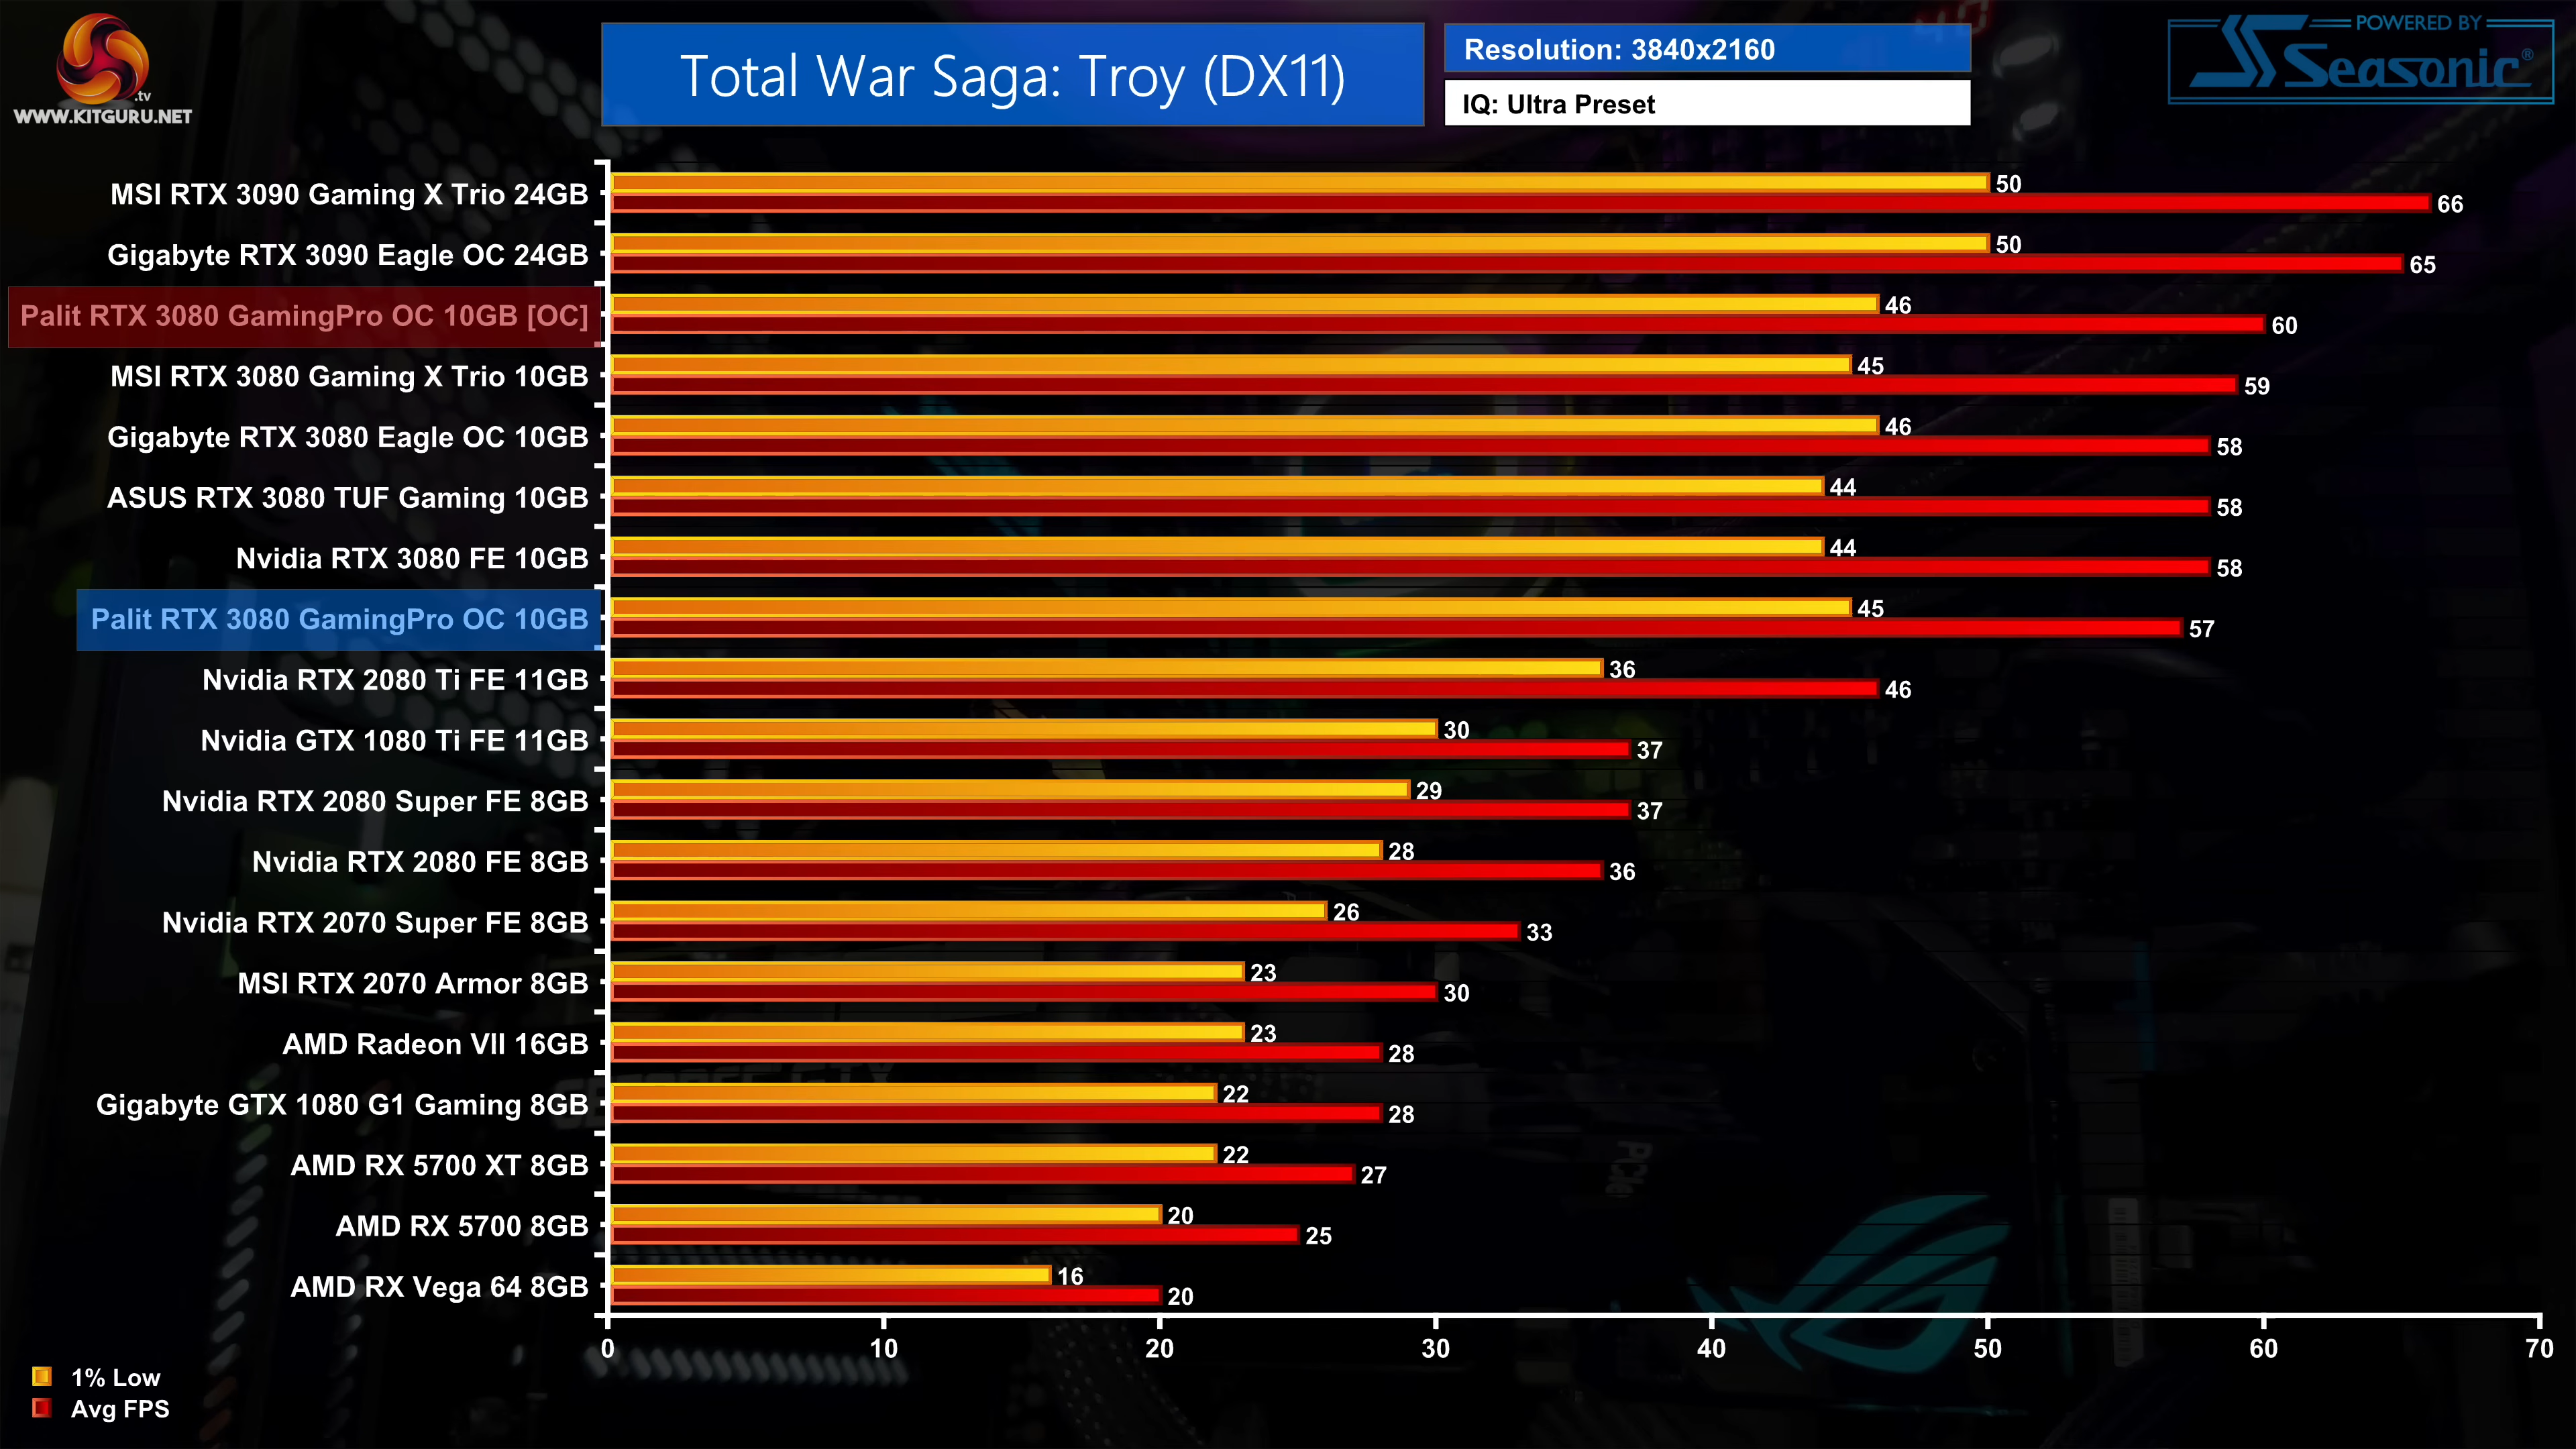 .tv
WWW.KITGURU.NET
Total War Saga: Troy (DX11)
Resolution: 3840x2160
IQ: Ultra Preset
POWERED BY
Seasonic®
MSI RTX 3090 Gaming X Trio 24GB
50
66
Gigabyte RTX 3090 Eagle OC 24GB
50
65
Palit RTX 3080 GamingPro OC 10GB [OC]
46
60
MSI RTX 3080 Gaming X Trio 10GB
45
59
Gigabyte RTX 3080 Eagle OC 10GB
46
58
ASUS RTX 3080 TUF Gaming 10GB
44
58
Nvidia RTX 3080 FE 10GB
44
58
Palit RTX 3080 GamingPro OC 10GB
45
57
Nvidia RTX 2080 Ti FE 11GB
36
46
Nvidia GTX 1080 Ti FE 11GB
30
37
Nvidia RTX 2080 Super FE 8GB
29
37
Nvidia RTX 2080 FE 8GB
28
36
Nvidia RTX 2070 Super FE 8GB
26
33
MSI RTX 2070 Armor 8GB
23
30
AMD Radeon VII 16GB
23
28
Gigabyte GTX 1080 G1 Gaming 8GB
22
28
AMD RX 5700 XT 8GB
22
27
AMD RX 5700 8GB
20
25
AMD RX Vega 64 8GB
16
20
0 10 20 30 40 50 60 70
1% Low
Avg FPS